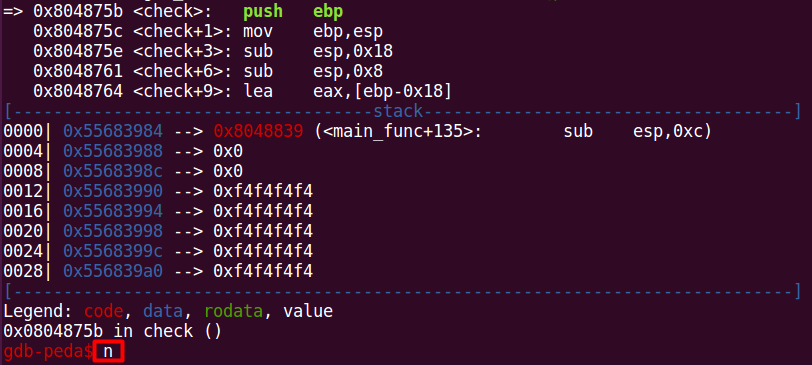 => 0x804875b <check>: push ebp
0x804875c <check+1>: mov ebp,esp
0x804875e <check+3>: sub esp,0x18
0x8048761 <check+6>: sub esp,0x8
0x8048764 <check+9>: lea eax,[ebp-0x18]
[------------------------------------stack-------------------------------------]
0000| 0x55683984 --> 0x8048839 (<main_func+135>: sub esp,0xc)
0004| 0x55683988 --> 0x0
0008| 0x5568398c --> 0x0
0012| 0x55683990 --> 0xf4f4f4f4
0016| 0x55683994 --> 0xf4f4f4f4
0020| 0x55683998 --> 0xf4f4f4f4
0024| 0x5568399c --> 0xf4f4f4f4
0028| 0x556839a0 --> 0xf4f4f4f4
[------------------------------------------------------------------------------]
Legend: code, data, rodata, value
0x0804875b in check ()
gdb-peda$ n